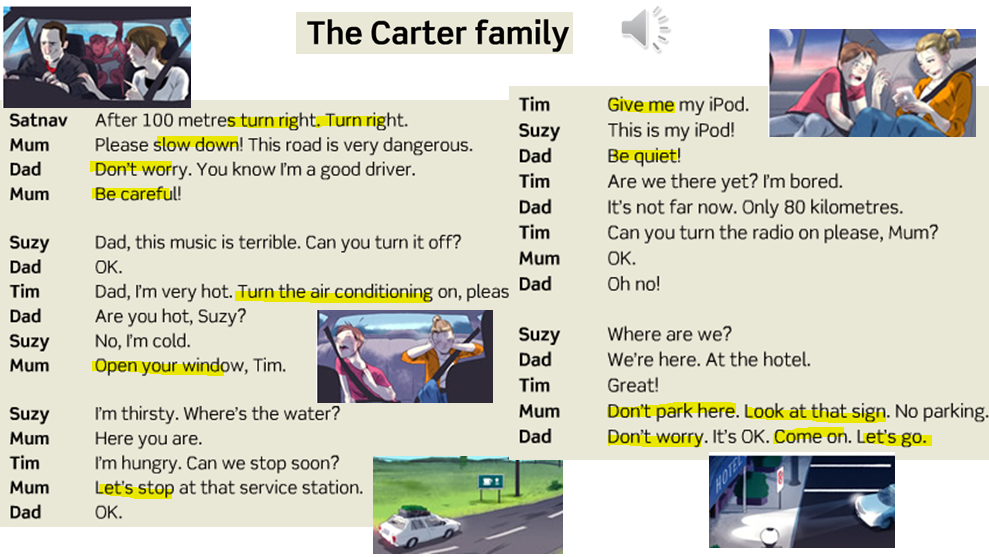 The Carter family
Satnav After 100 metres turn right. Turn right.
Mum Please slow down! This road is very dangerous.
Dad Don't worry. You know I'm a good driver.
Mum Be careful!
Suzy Dad, this music is terrible. Can you turn it off?
Dad OK.
Tim Dad, I'm very hot. Turn the air conditioning on, pleas
Dad Are you hot, Suzy?
Suzy No, I'm cold.
Mum Open your window, Tim.
Suzy I'm thirsty. Where's the water?
Mum Here you are.
Tim I'm hungry. Can we stop soon?
Mum Let's stop at that service station.
Dad OK.
Tim Give me my iPod.
Suzy This is my iPod!
Dad Be quiet!
Tim Are we there yet? I'm bored.
Dad It's not far now. Only 80 kilometres.
Tim Can you turn the radio on please, Mum?
Mum OK.
Dad Oh no!
Suzy Where are we?
Dad We're here. At the hotel.
Tim Great!
Mum Don't park here. Look at that sign. No parking.
Dad Don't worry. It's OK. Come on. Let's go.
HOTEL